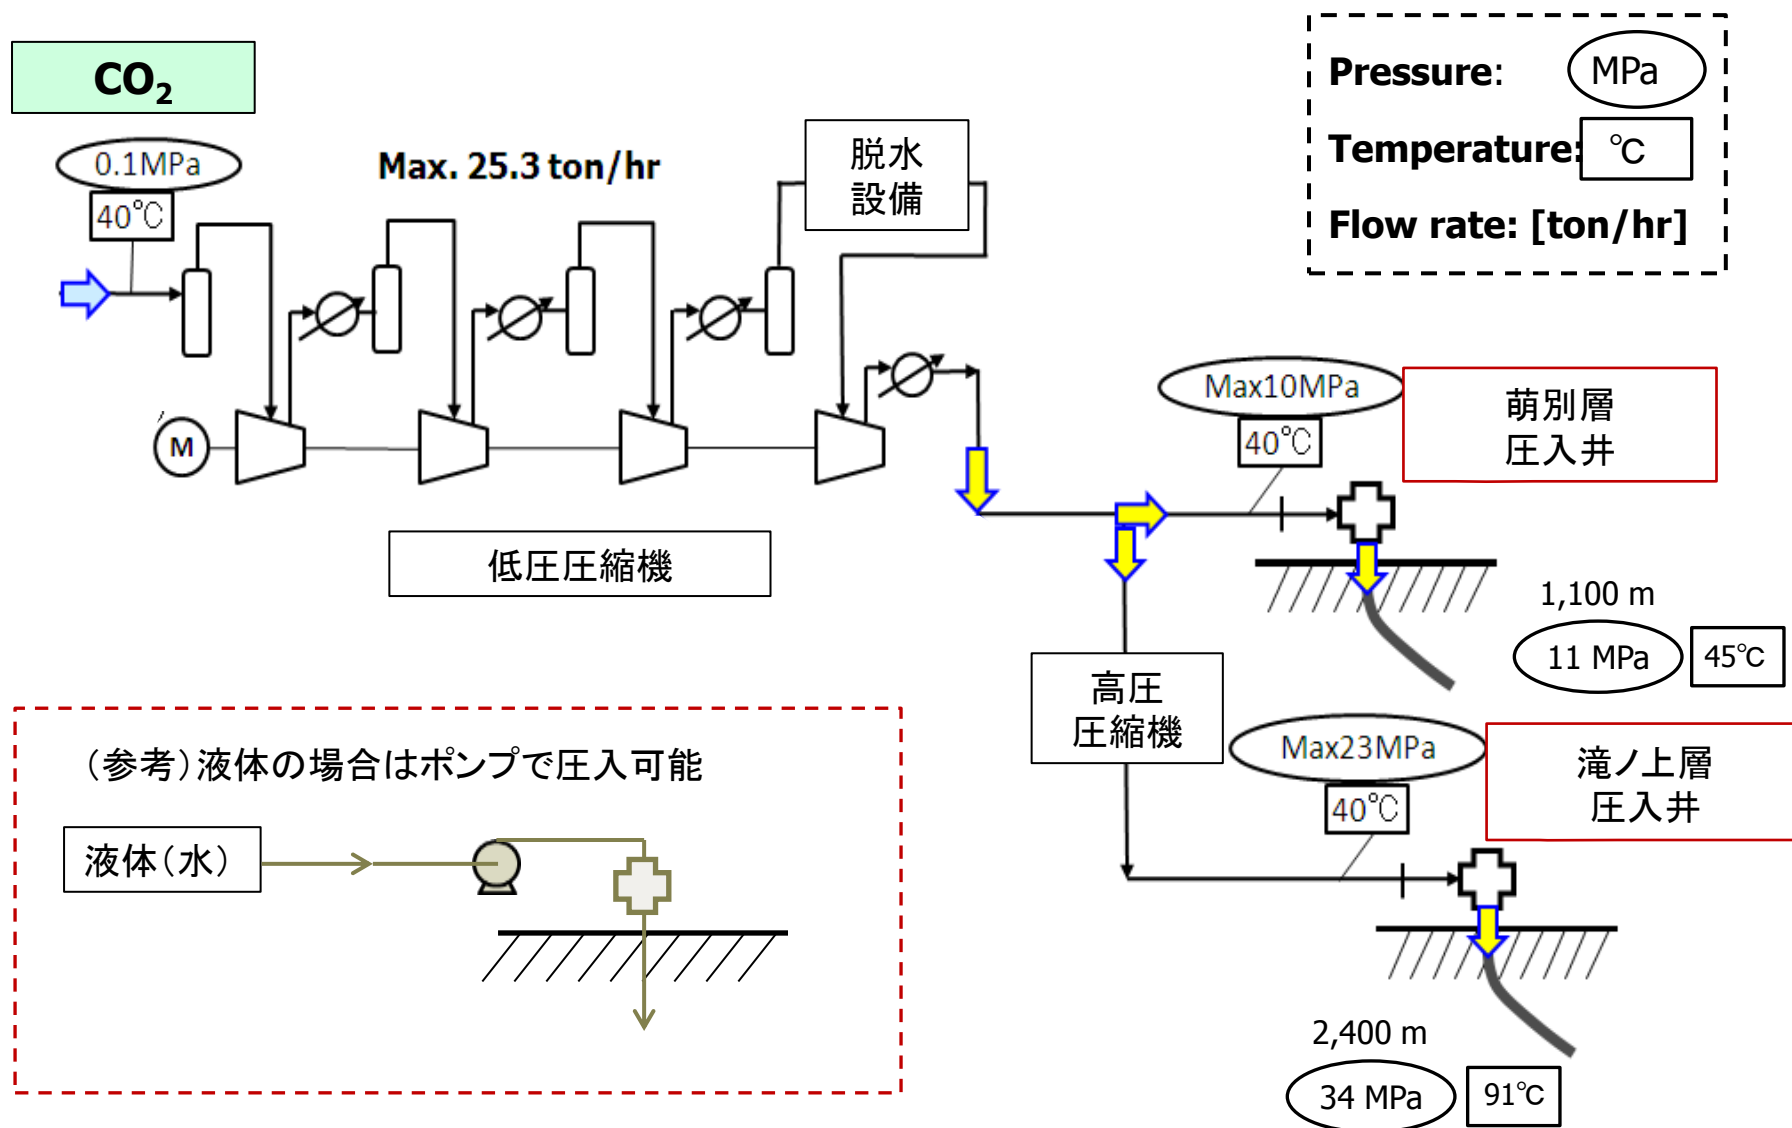 CO₂
0.1MPa
40℃
Max. 25.3 ton/hr
脱水
設備
Pressure: MPa
Temperature: ℃
Flow rate: [ton/hr]
M
低圧圧縮機
Max10MPa
40℃
萌別層
圧入井
1,100 m
11 MPa
45℃
高圧
圧縮機
Max23MPa
40℃
滝ノ上層
圧入井
2,400 m
34 MPa
91℃
（参考）液体の場合はポンプで圧入可能
液体（水）